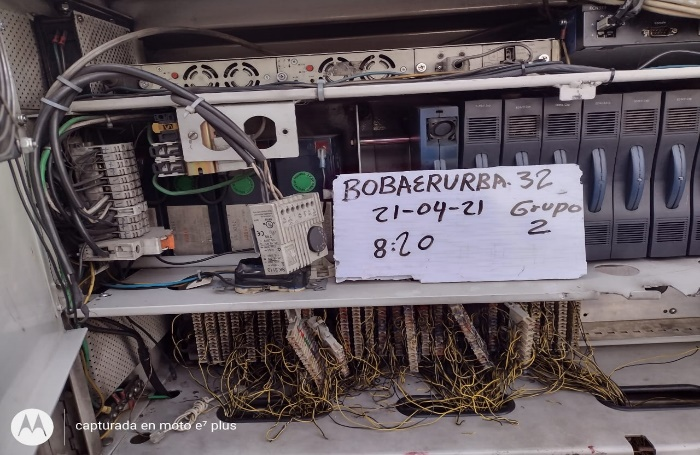 BOBAERURBA.32
21-04-21 Grupo
8:20 2
capturada en moto e⁷ plus